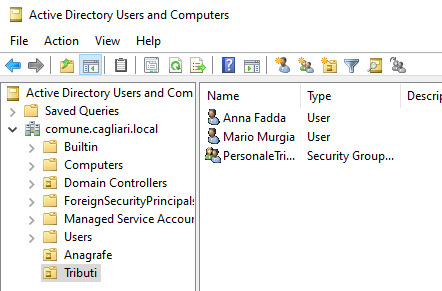 Active Directory Users and Computers
File Action View Help
Active Directory Users and Com
Saved Queries
comune.cagliari.local
Builtin
Computers
Domain Controllers
ForeignSecurityPrincipals
Managed Service Accour
Users
Anagrafe
Tributi
Name Type Descrip
Anna Fadda User
Mario Murgia User
PersonaleTri... Security Group...